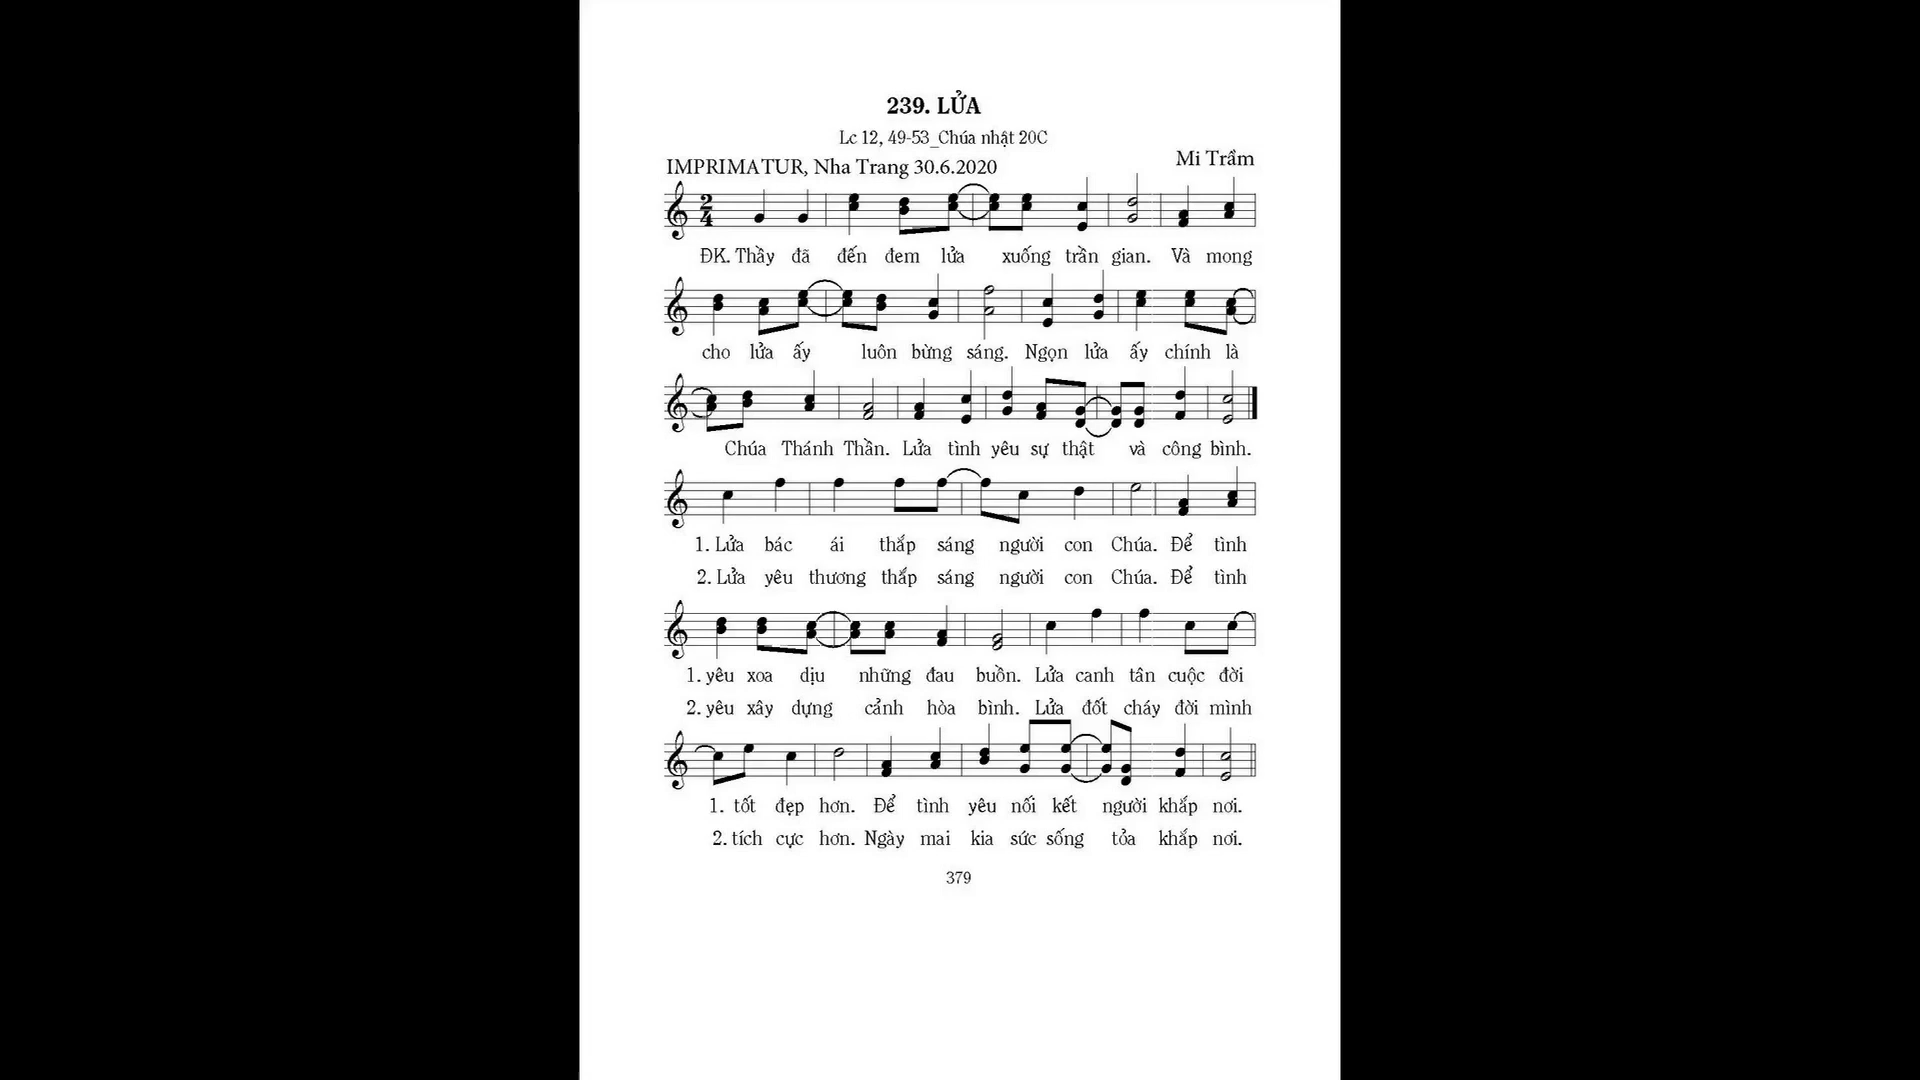 239. LỬA
Lc 12, 49-53_Chúa nhật 20C
Mi Trầm
IMPRIMATUR, Nha Trang 30.6.2020
ĐK. Thầy đã đến đem lửa xuống trần gian. Và mong
cho lửa ấy luôn bừng sáng. Ngọn lửa ấy chính là
Chúa Thánh Thần. Lửa tình yêu sự thật và công bình.
1. Lửa bác ái thắp sáng người con Chúa. Để tình
2. Lửa yêu thương thắp sáng người con Chúa. Để tình
1. yêu xoa dịu những đau buồn. Lửa canh tân cuộc đời
2. yêu xây dựng cảnh hòa bình. Lửa đốt cháy đời mình
1. tốt đẹp hơn. Để tình yêu nối kết người khắp nơi.
2. tích cực hơn. Ngày mai kia sức sống tỏa khắp nơi.
379